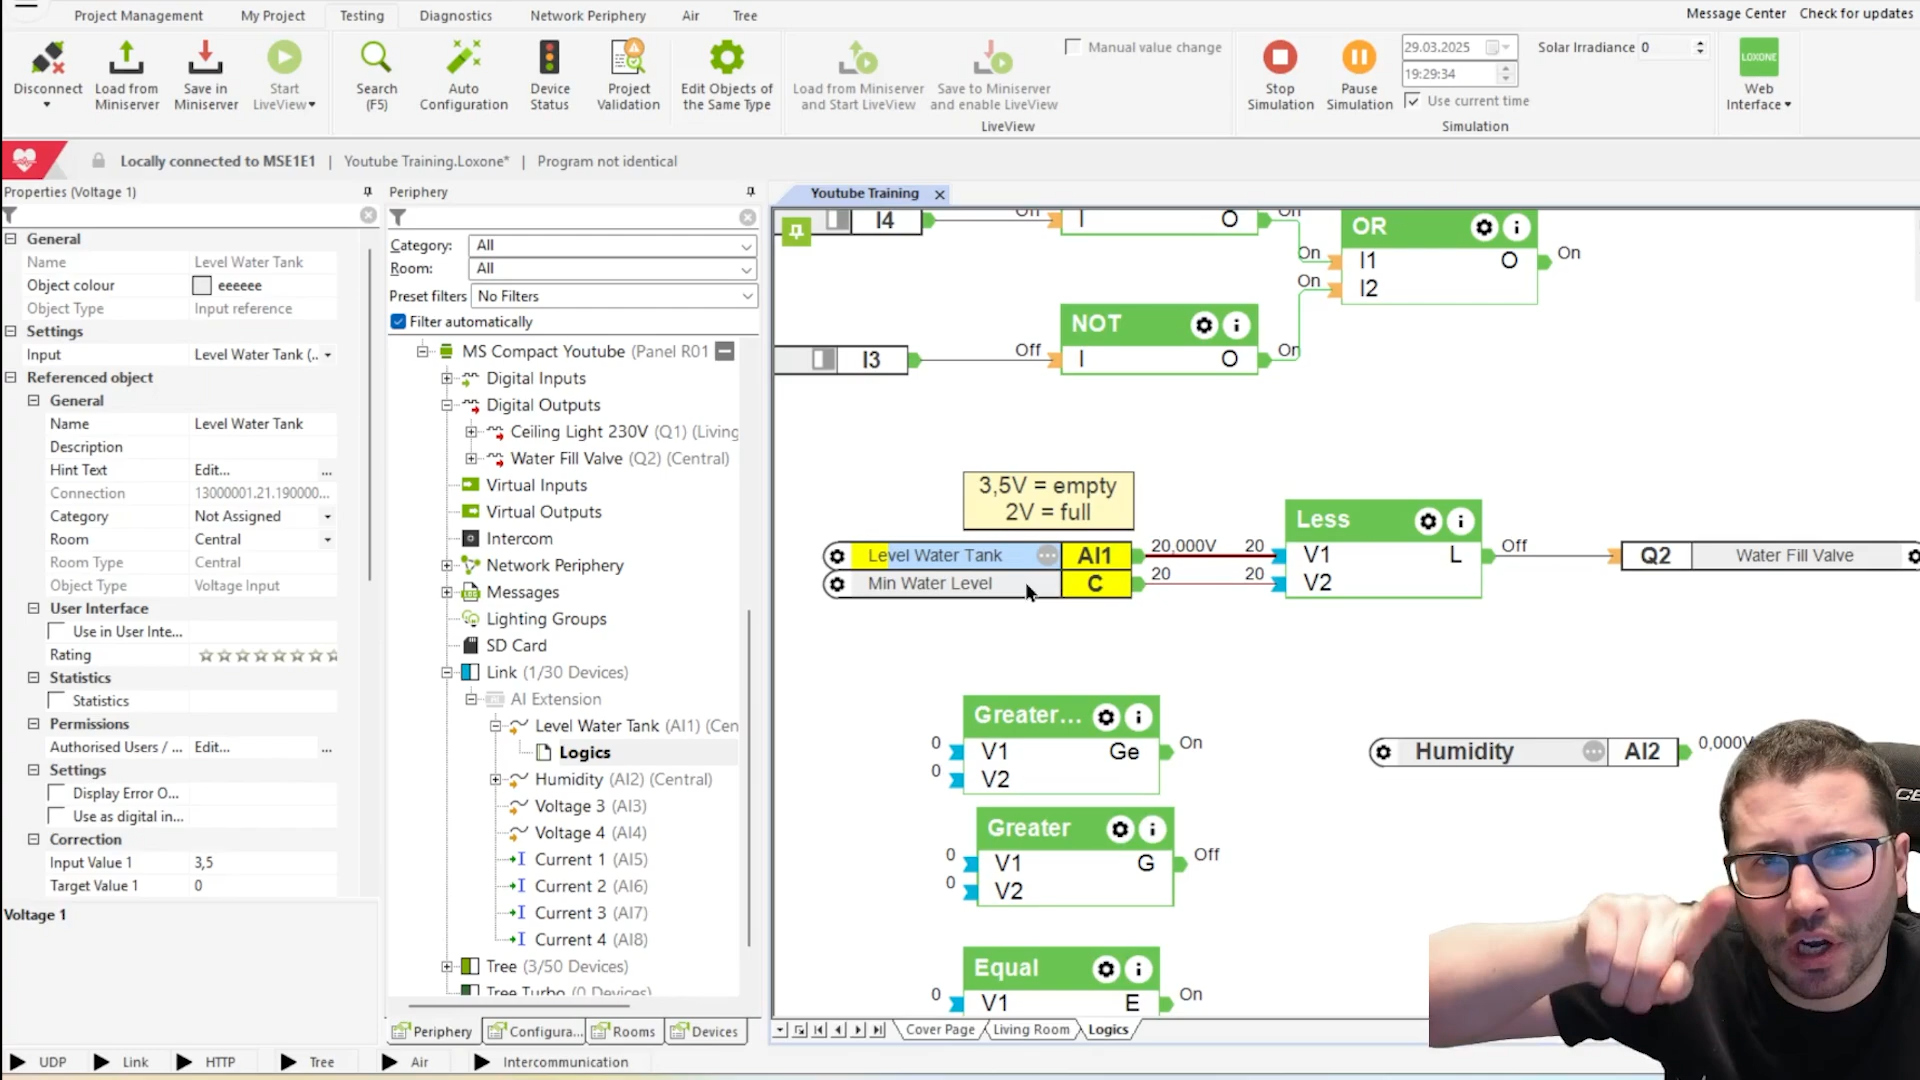 Project Management
My Project
Testing
Diagnostics
Network Periphery
Air
Tree
Message Center
Check for updates
Disconnect
Load from
Miniserver
Save in
Miniserver
Start
LiveView
Search
(F5)
Auto
Configuration
Device
Status
Project
Validation
Edit Objects of
the Same Type
Load from Miniserver
and Start LiveView
Save to Miniserver
and enable LiveView
LiveView
Manual value change
Stop
Simulation
Pause
Simulation
29.03.2025
19:29:34
Use current time
Simulation
Solar Irradiance 0
LOXONE
Web
Interface
Locally connected to MSE1E1 | Youtube Training.Loxone* | Program not identical
Properties (Voltage 1)
General
Name Level Water Tank
Object colour eeeeee
Object Type Input reference
Settings
Input Level Water Tank (..
Referenced object
General
Name Level Water Tank
Description
Hint Text Edit... ...
Connection 13000001.21.190000...
Category Not Assigned
Room Central
Room Type Central
Object Type Voltage Input
User Interface
Use in User Inte...
Rating
Statistics
Statistics
Permissions
Authorised Users / ... Edit... ...
Settings
Display Error O...
Use as digital in...
Correction
Input Value 1 3,5
Target Value 1 0
Voltage 1
Periphery
Category: All
Room: All
Preset filters No Filters
Filter automatically
MS Compact Youtube (Panel R01
Digital Inputs
Digital Outputs
Ceiling Light 230V (Q1) (Living
Water Fill Valve (Q2) (Central)
Virtual Inputs
Virtual Outputs
Intercom
Network Periphery
Messages
Lighting Groups
SD Card
Link (1/30 Devices)
AI Extension
Level Water Tank (AI1) (Cen
Logics
Humidity (AI2) (Central)
Voltage 3 (AI3)
Voltage 4 (AI4)
Current 1 (AI5)
Current 2 (AI6)
Current 3 (AI7)
Current 4 (AI8)
Tree (3/50 Devices)
Tree Turbo (0 Devices)
Periphery
Configura...
Rooms
Devices
Youtube Training
I4
On
I O
On
OR
On I1 O On
On I2
NOT
I3 Off I O On
3,5V = empty
2V = full
Level Water Tank AI1 20,000V 20
Min Water Level C 20 20
Less
V1 L Off
V2
Q2 Water Fill Valve
Greater...
0 V1 Ge On
0 V2
Humidity AI2 0,000V
Greater
0 V1 G Off
0 V2
Equal
0 V1 E On
Cover Page
Living Room
Logics
UDP
Link
HTTP
Tree
Air
Intercommunication